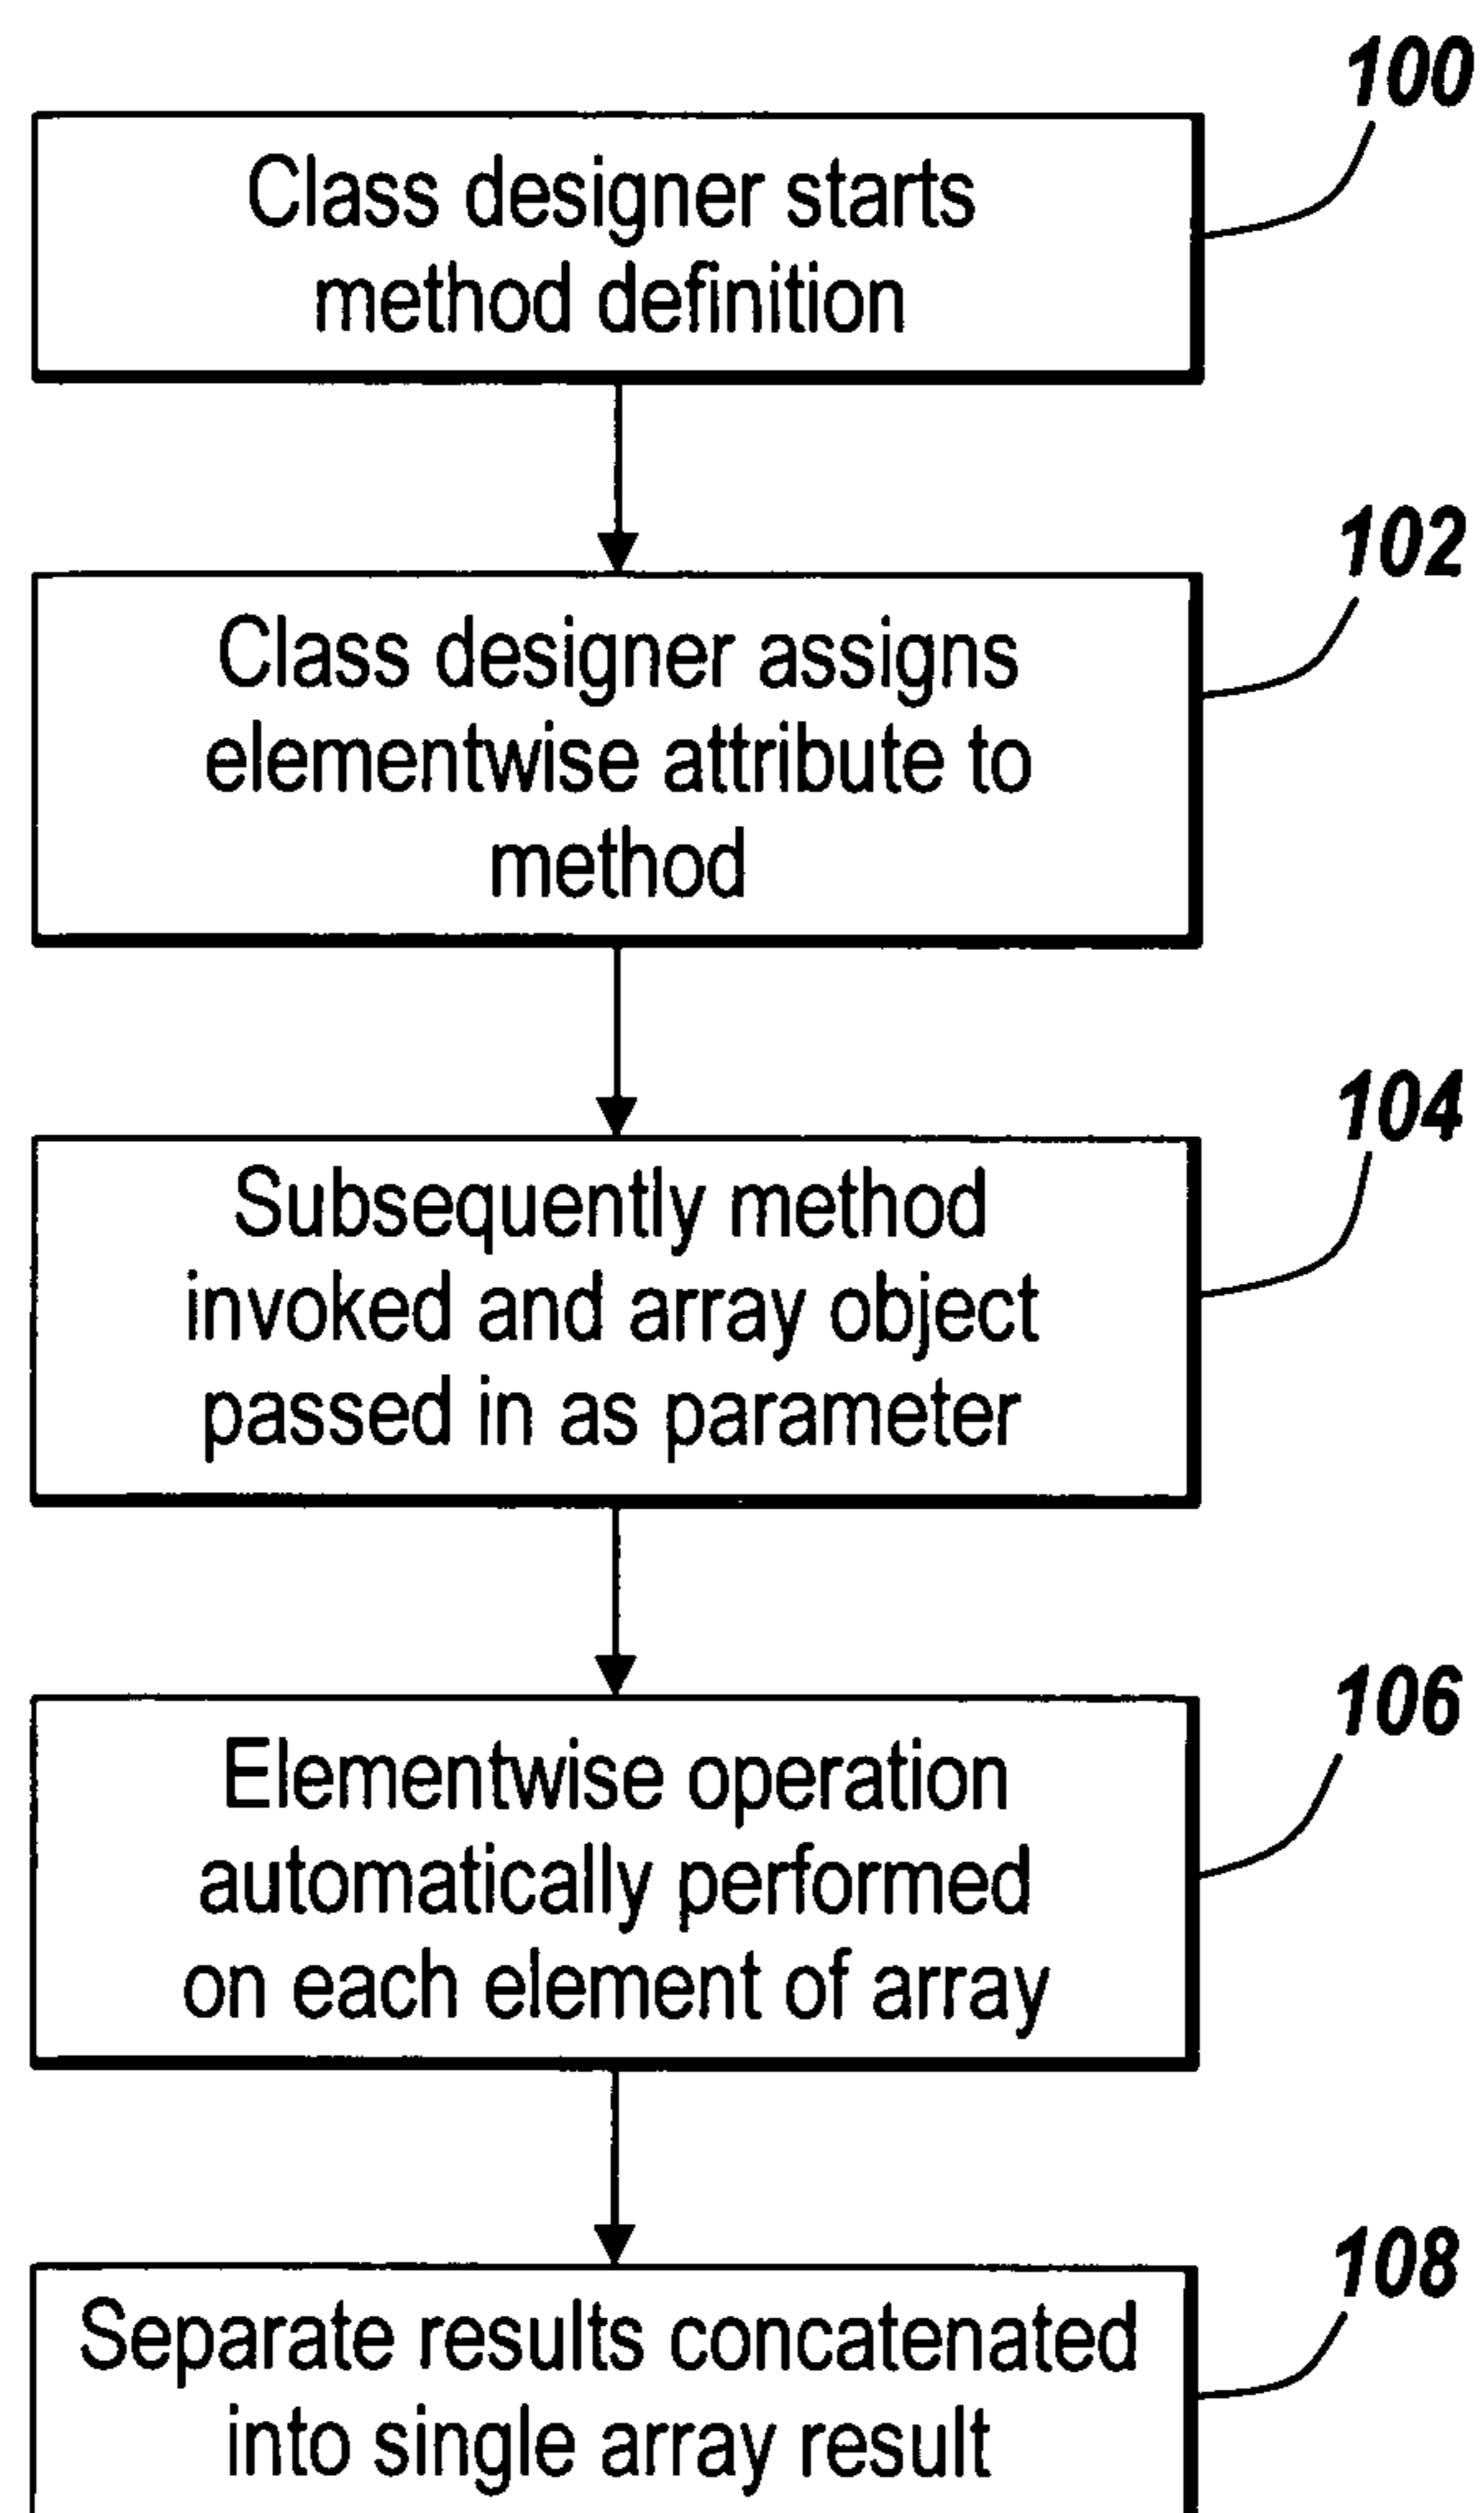 100
Class designer starts
method definition
102
Class designer assigns
elementwise attribute to
method
104
Subsequently method
invoked and array object
passed in as parameter
106
Elementwise operation
automatically performed
on each element of array
108
Separate results concatenated
into single array result